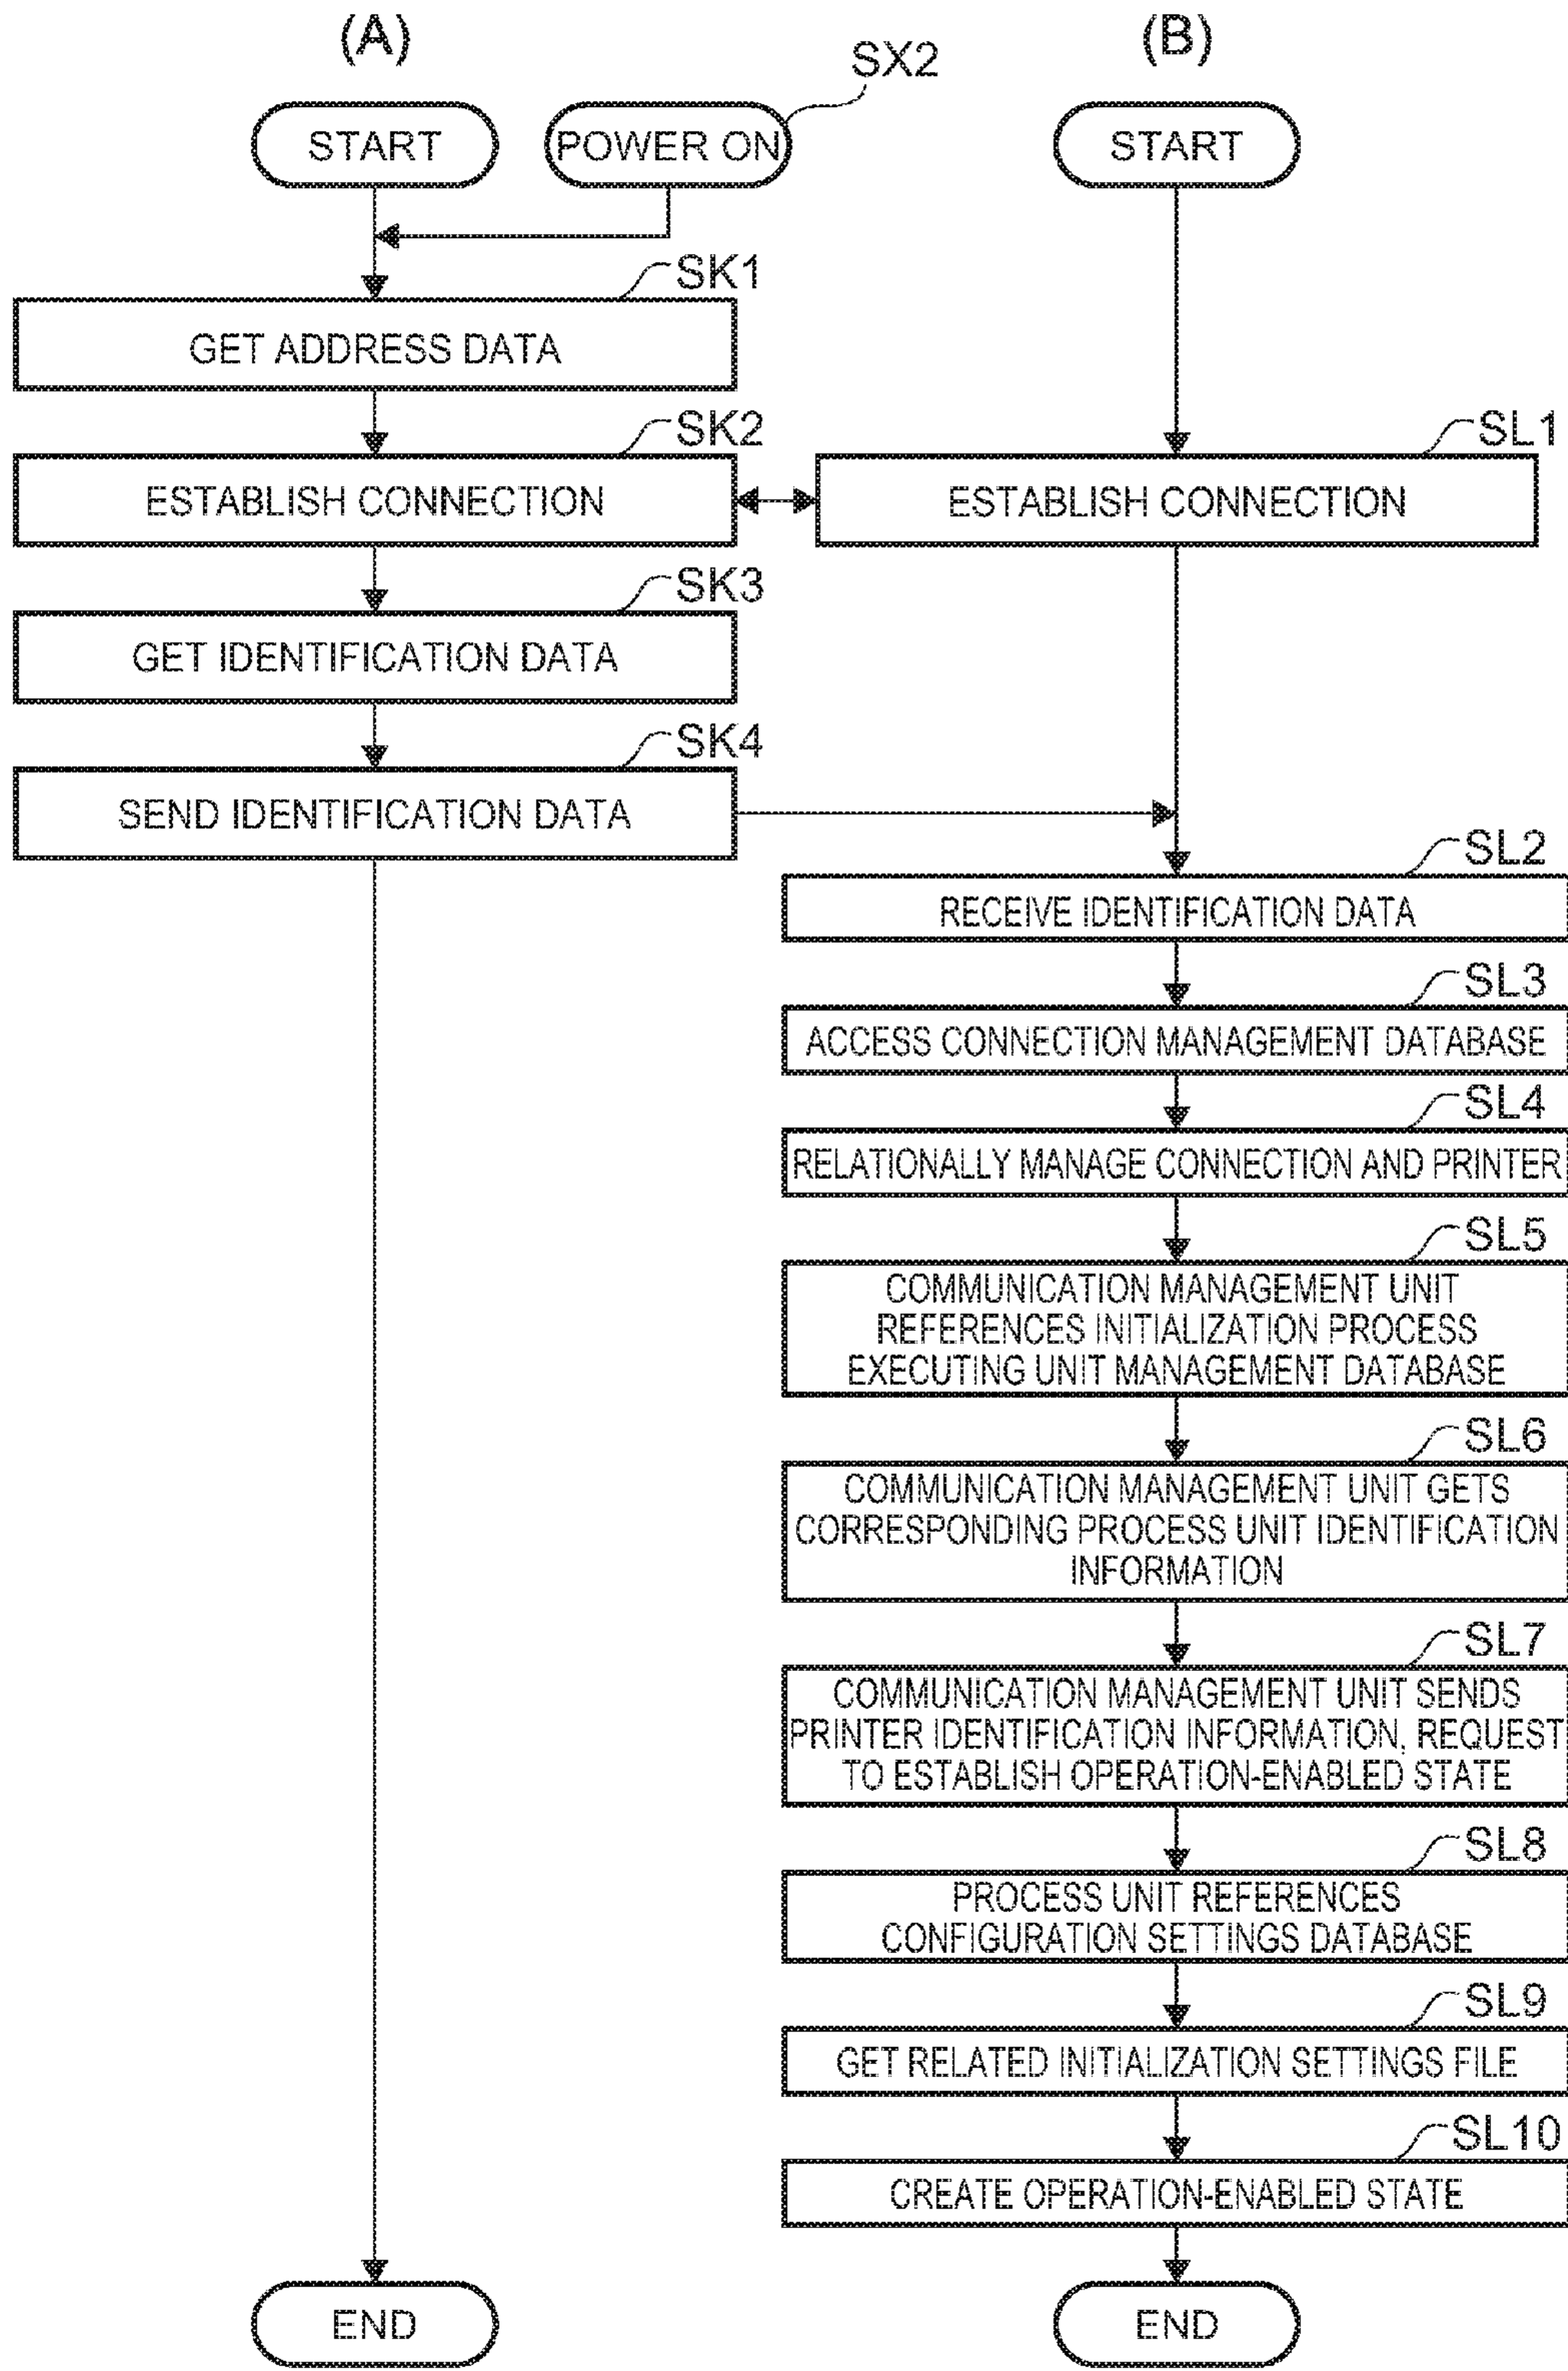 (A)
(B)
SX2
START
POWER ON
START
SK1
GET ADDRESS DATA
SK2
SL1
ESTABLISH CONNECTION
ESTABLISH CONNECTION
SK3
GET IDENTIFICATION DATA
SK4
SEND IDENTIFICATION DATA
SL2
RECEIVE IDENTIFICATION DATA
SL3
ACCESS CONNECTION MANAGEMENT DATABASE
SL4
RELATIONALLY MANAGE CONNECTION AND PRINTER
SL5
COMMUNICATION MANAGEMENT UNIT
REFERENCES INITIALIZATION PROCESS
EXECUTING UNIT MANAGEMENT DATABASE
SL6
COMMUNICATION MANAGEMENT UNIT GETS
CORRESPONDING PROCESS UNIT IDENTIFICATION
INFORMATION
SL7
COMMUNICATION MANAGEMENT UNIT SENDS
PRINTER IDENTIFICATION INFORMATION, REQUEST
TO ESTABLISH OPERATION-ENABLED STATE
SL8
PROCESS UNIT REFERENCES
CONFIGURATION SETTINGS DATABASE
SL9
GET RELATED INITIALIZATION SETTINGS FILE
SL10
CREATE OPERATION-ENABLED STATE
END
END